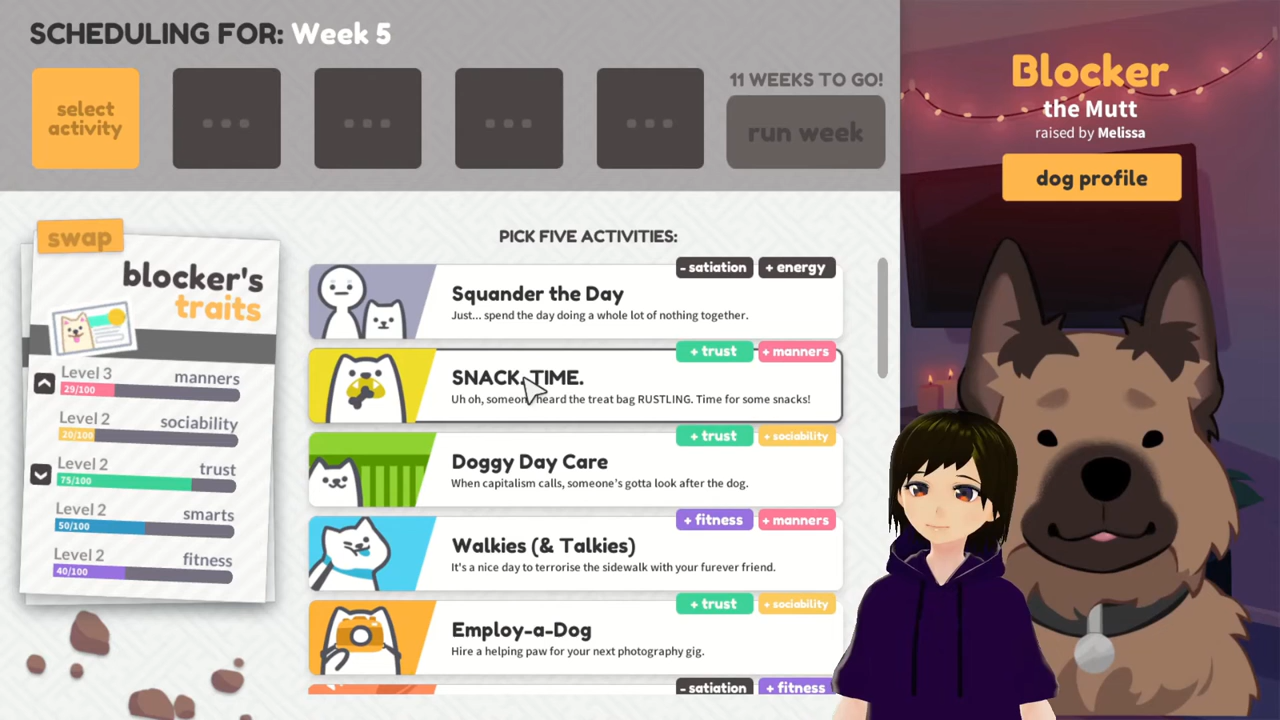 SCHEDULING FOR: Week 5
select
activity
11 WEEKS TO GO!
run week
Blocker
the Mutt
raised by Melissa
dog profile
swap
blocker's
traits
Level 3 manners
29/100
Level 2 sociability
20/100
Level 2 trust
75/100
Level 2 smarts
50/100
Level 2 fitness
40/100
PICK FIVE ACTIVITIES:
- satiation + energy
Squander the Day
Just... spend the day doing a whole lot of nothing together.
+ trust + manners
SNACK. TIME.
Uh oh, someone heard the treat bag RUSTLING. Time for some snacks!
+ trust + sociability
Doggy Day Care
When capitalism calls, someone's gotta look after the dog.
+ fitness + manners
Walkies (& Talkies)
It's a nice day to terrorise the sidewalk with your furever friend.
+ trust + sociability
Employ-a-Dog
Hire a helping paw for your next photography gig.
- satiation + fitness